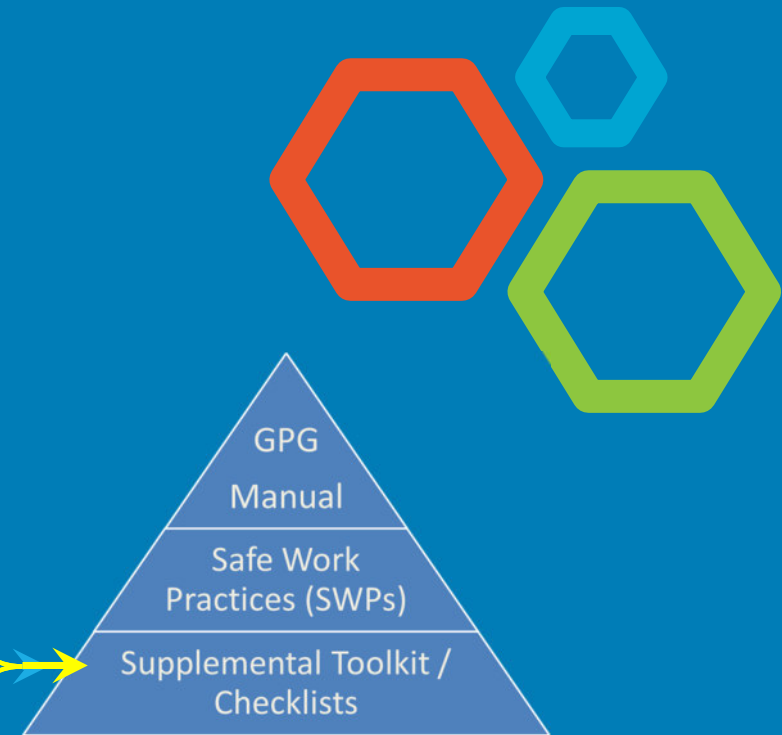 GPG
Manual
Safe Work
Practices (SWPs)
Supplemental Toolkit /
Checklists